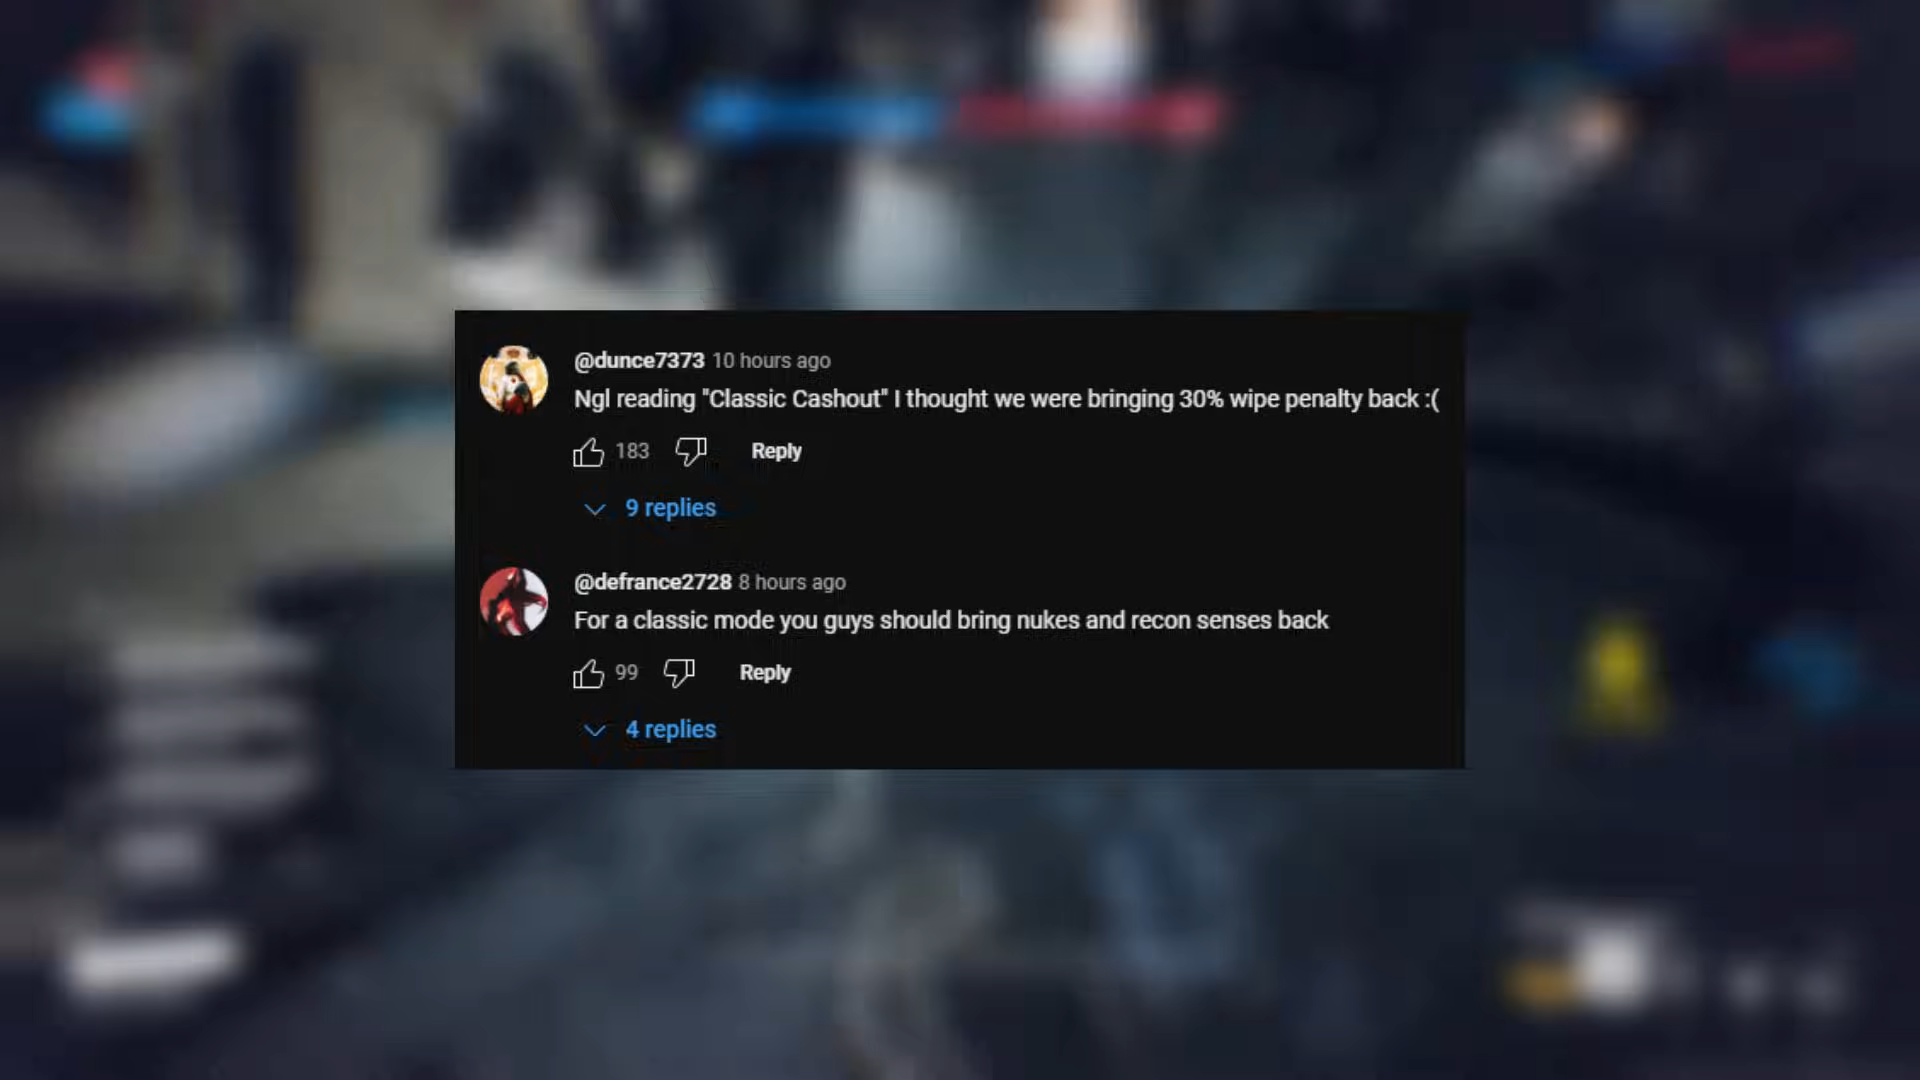 @dunce7373 10 hours ago
Ngl reading "Classic Cashout" I thought we were bringing 30% wipe penalty back :(
183 Reply
9 replies
@defrance2728 8 hours ago
For a classic mode you guys should bring nukes and recon senses back
99 Reply
4 replies